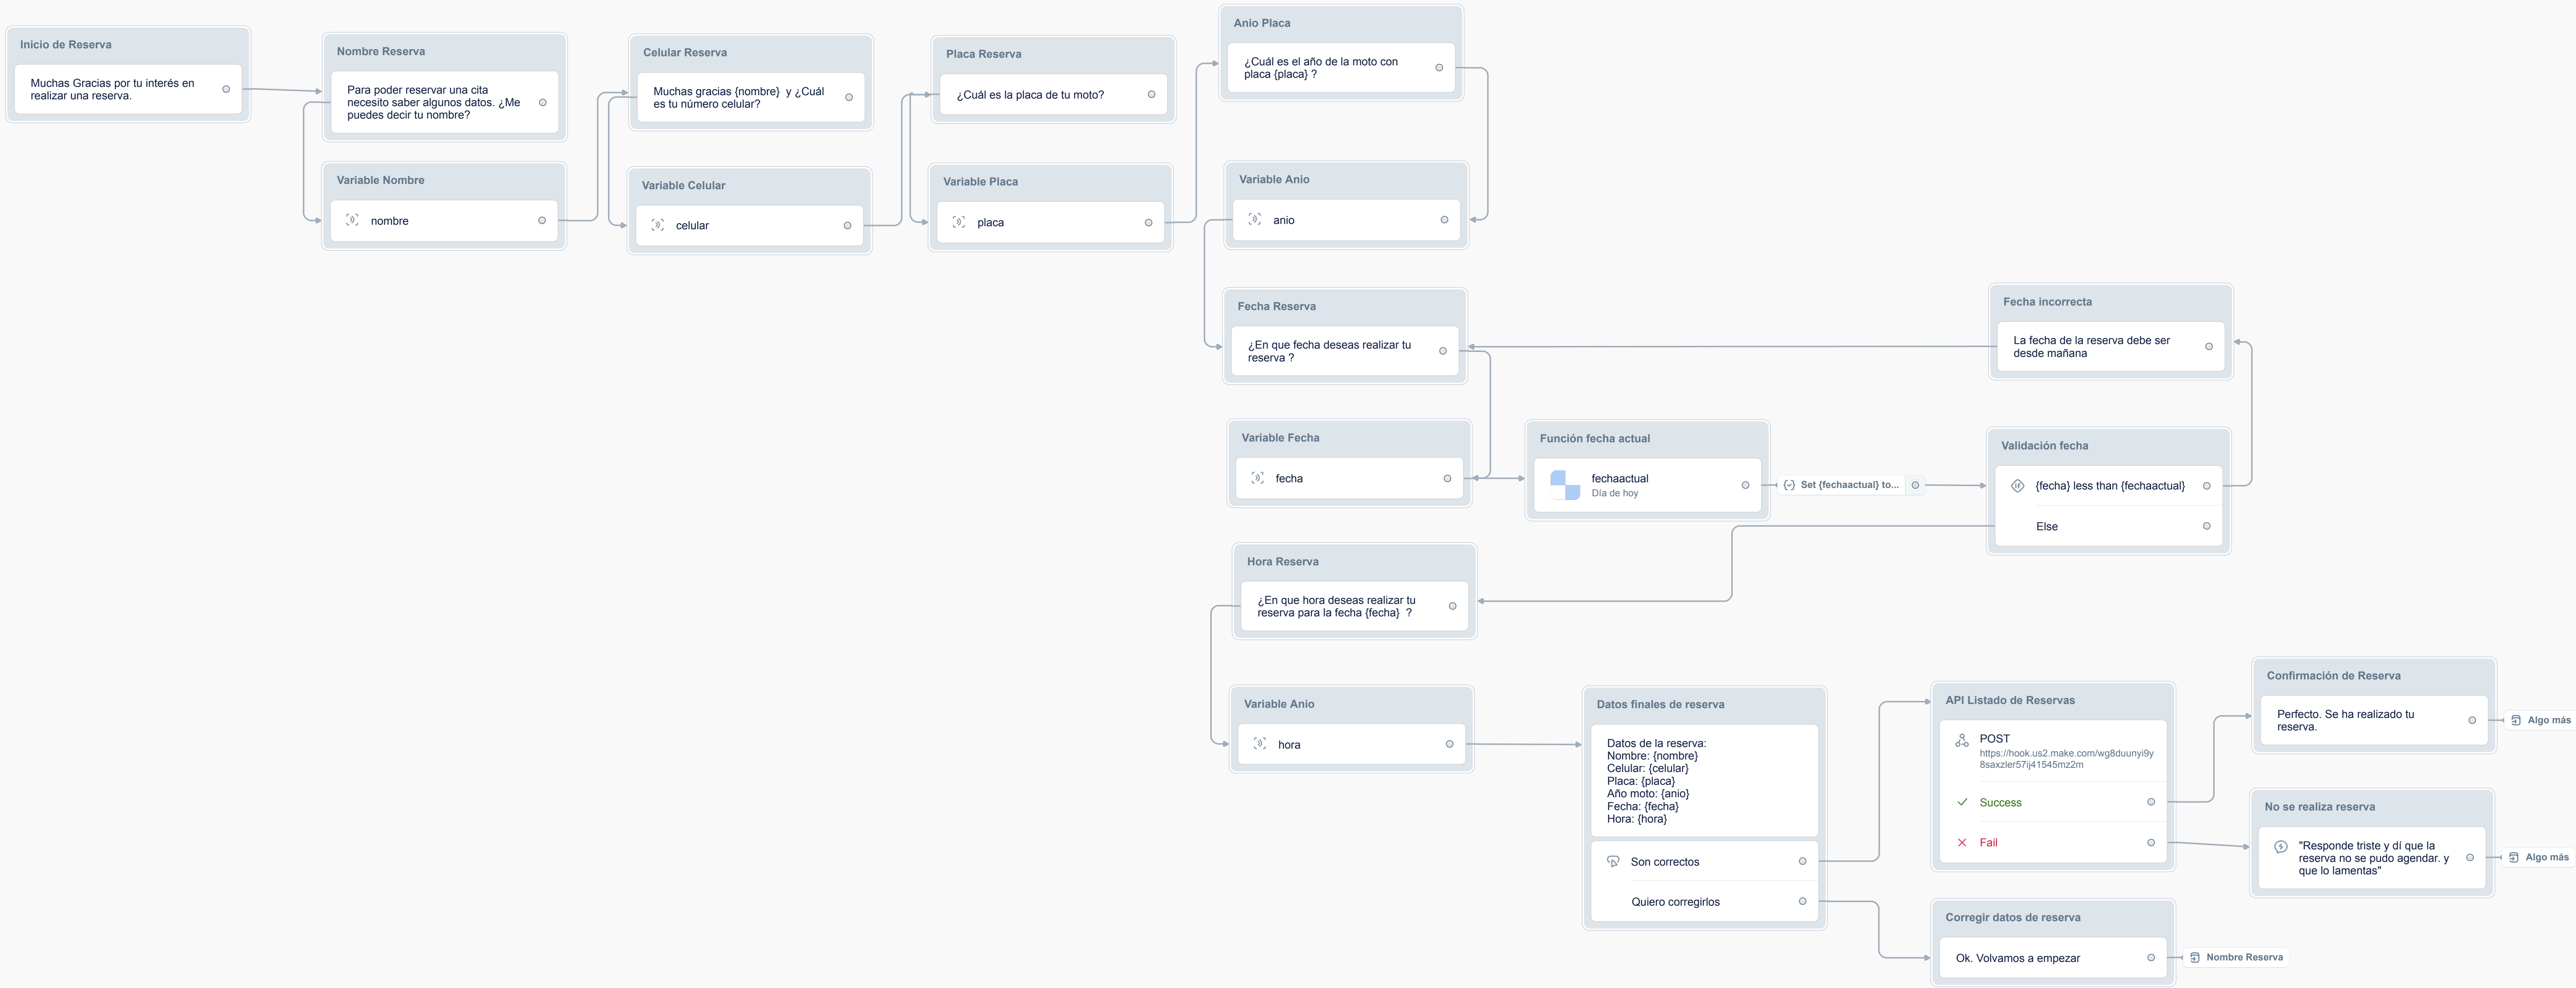 Inicio de Reserva
Muchas Gracias por tu interés en
realizar una reserva.
Nombre Reserva
Para poder reservar una cita
necesito saber algunos datos. ¿Me
puedes decir tu nombre?
Variable Nombre
nombre
Celular Reserva
Muchas gracias {nombre}  y ¿Cuál
es tu número celular?
Variable Celular
celular
Placa Reserva
¿Cuál es la placa de tu moto?
Variable Placa
placa
Anio Placa
¿Cuál es el año de la moto con
placa {placa} ?
Variable Anio
anio
Fecha Reserva
¿En que fecha deseas realizar tu
reserva ?
Fecha incorrecta
La fecha de la reserva debe ser
desde mañana
Variable Fecha
fecha
Función fecha actual
fechaactual
Día de hoy
Set {fechaactual} to...
Validación fecha
{fecha} less than {fechaactual}
Else
Hora Reserva
¿En que hora deseas realizar tu
reserva para la fecha {fecha}  ?
Variable Anio
hora
Datos finales de reserva
Datos de la reserva:
Nombre: {nombre}
Celular: {celular}
Placa: {placa}
Año moto: {anio}
Fecha: {fecha}
Hora: {hora}
Son correctos
Quiero corregirlos
API Listado de Reservas
POST
https://hook.us2.make.com/wg8duunyi9y
8saxzler57ij41545mz2m
Success
Fail
Confirmación de Reserva
Perfecto. Se ha realizado tu
reserva.
Algo más
No se realiza reserva
"Responde triste y dí que la
reserva no se pudo agendar. y
que lo lamentas"
Algo más
Corregir datos de reserva
Ok. Volvamos a empezar
Nombre Reserva